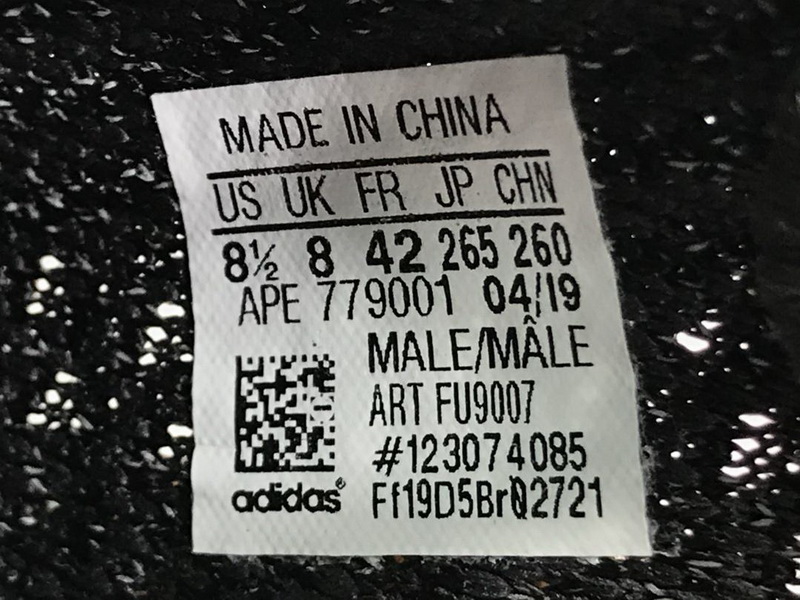 MADE IN CHINA
US UK FR JP CHN
8½ 8 42 265 260
APE 779001 04/19
MALE/MÂLE
ART FU9007
#123074085
adidas® Ff19D5Br02721